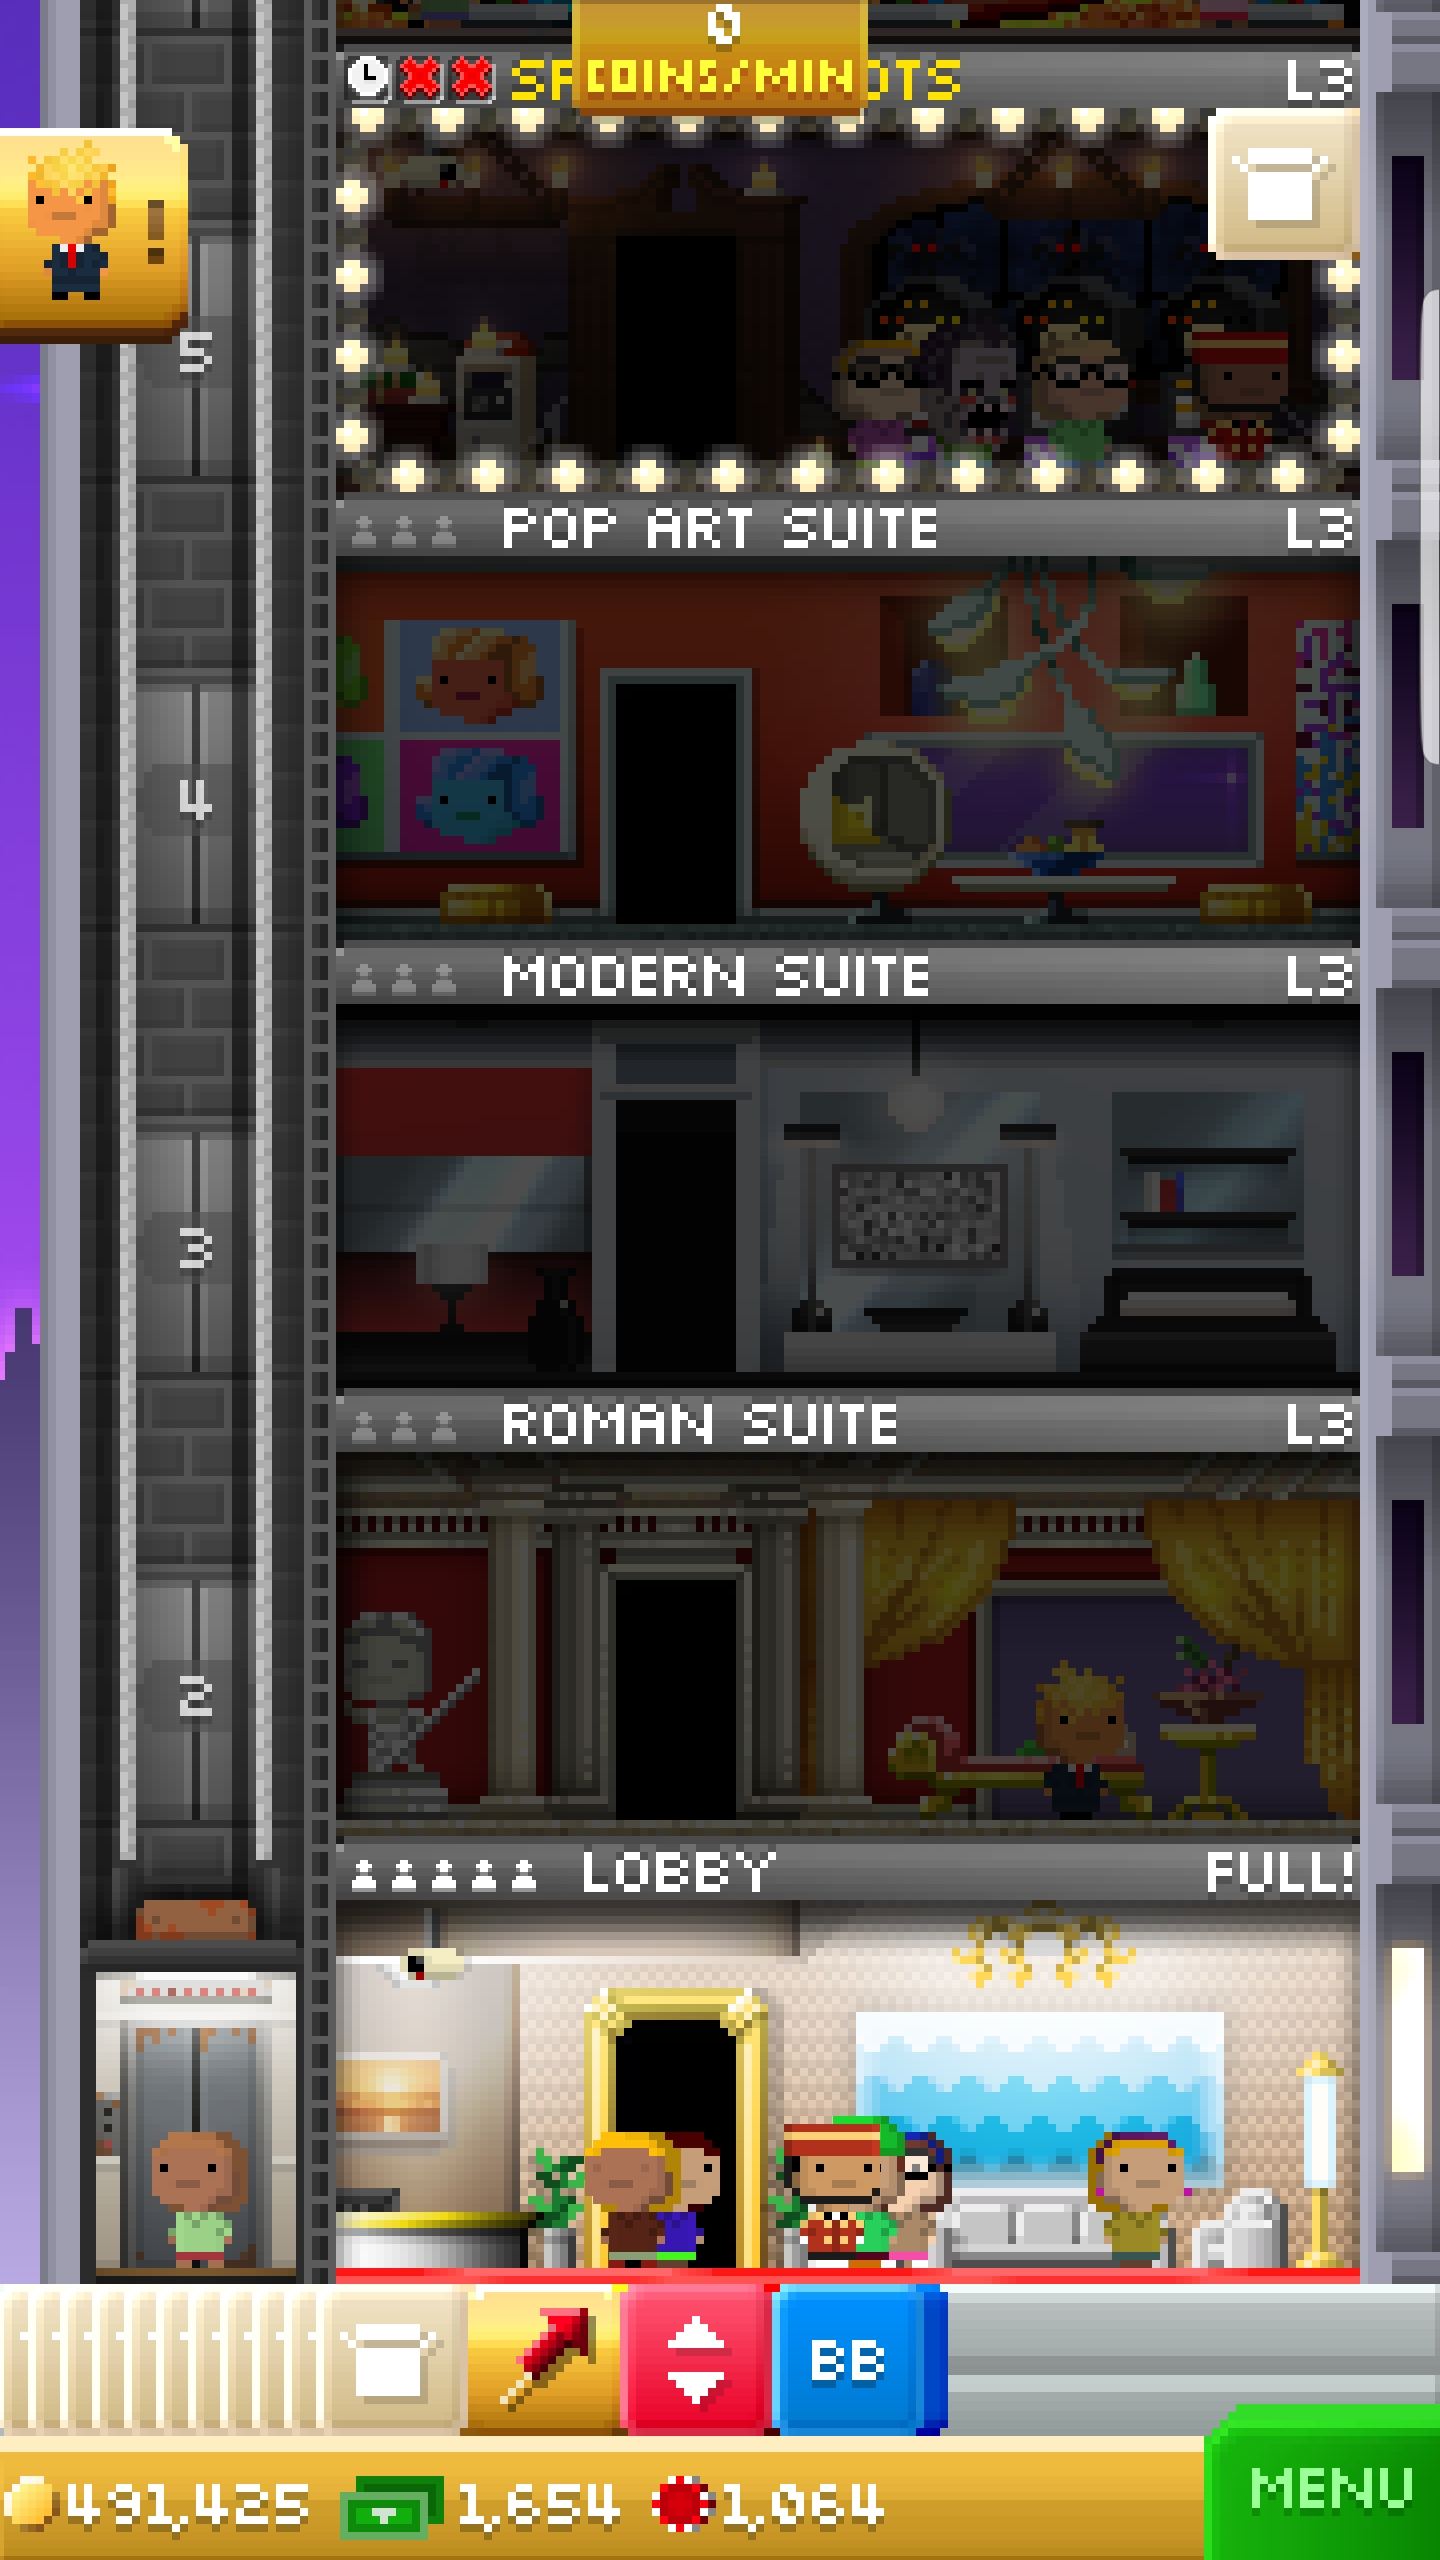 0
COINS/MIN
L3
!
5
POP ART SUITE L3
4
MODERN SUITE L3
3
ROMAN SUITE L3
2
LOBBY FULL!
BB
491,425 1,654 1,064
MENU